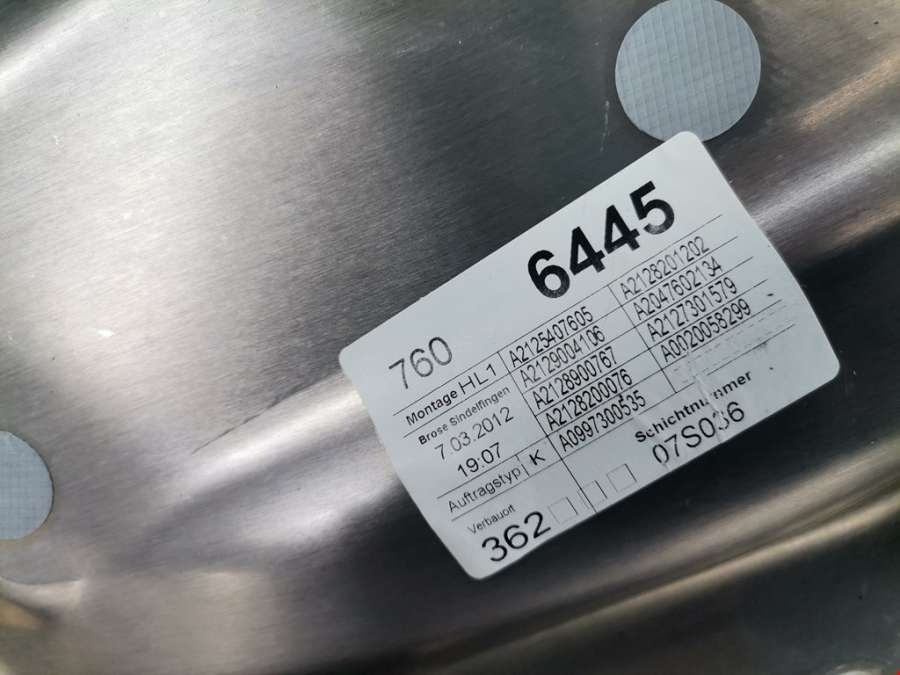 6445
760
Montage HL1
Brose Sindelfingen
7.03.2012
19:07
Auftragstyp K
Verbauort
362
A2125407605
A2129004106
A2128900767
A2128200076
A0997300535
A2128201202
A2047602134
A2127301579
A0020058299
Schichtnummer
07S036